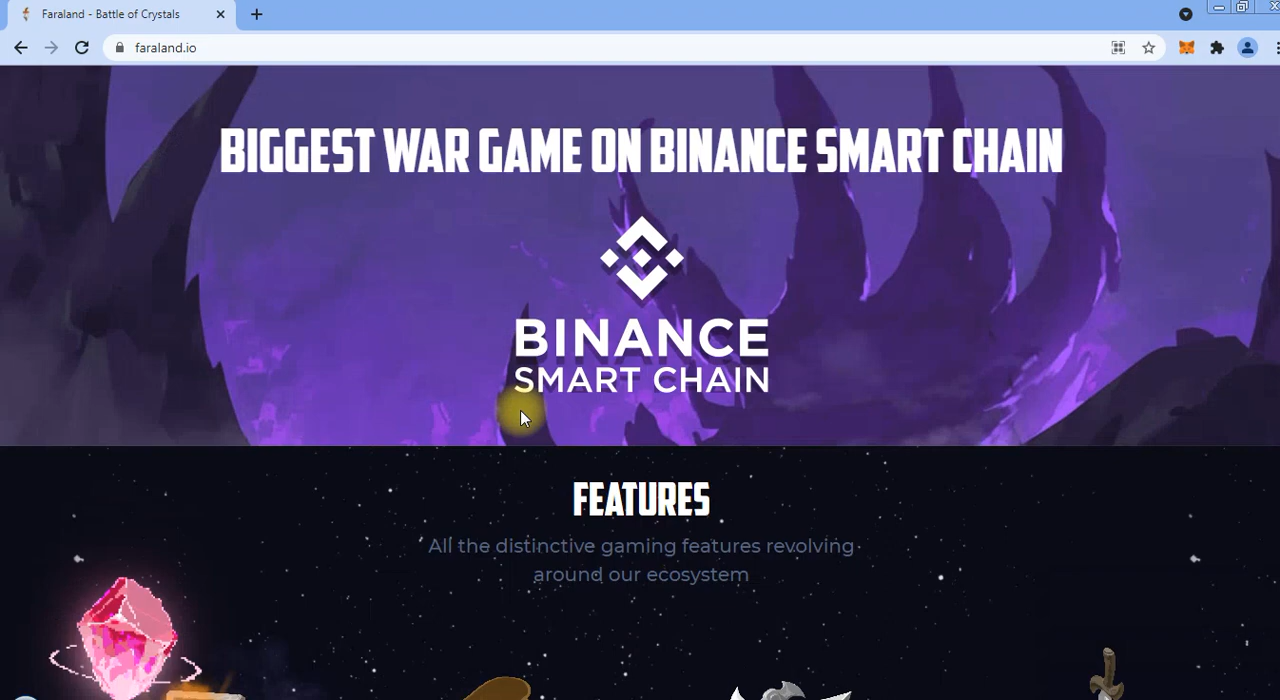 Faraland - Battle of Crystals
faraland.io
BIGGEST WAR GAME ON BINANCE SMART CHAIN
BINANCE
SMART CHAIN
FEATURES
All the distinctive gaming features revolving
around our ecosystem